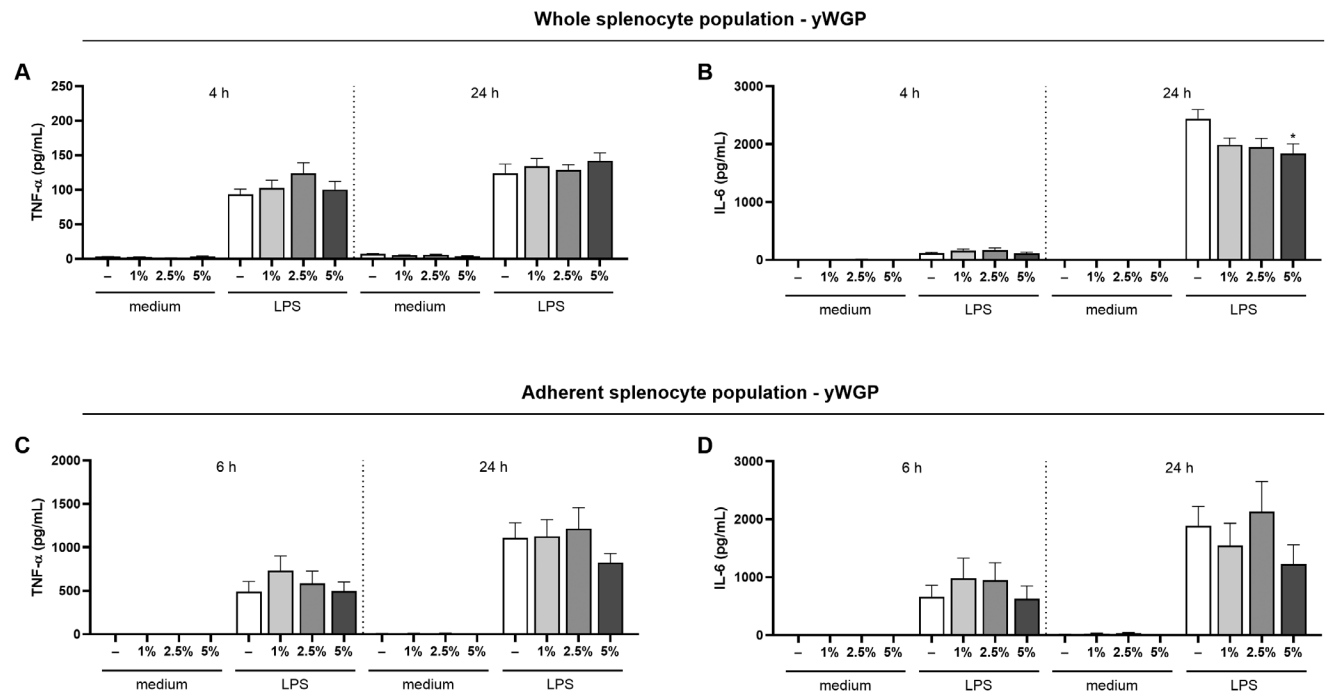 Whole splenocyte population - yWGP
A
4 h
24 h
TNF-α (pg/mL)
250
200
150
100
50
0
– 1% 2.5% 5% – 1% 2.5% 5% – 1% 2.5% 5% – 1% 2.5% 5%
medium LPS medium LPS
B
4 h
24 h
IL-6 (pg/mL)
3000
2000
1000
0
*
– 1% 2.5% 5% – 1% 2.5% 5% – 1% 2.5% 5% – 1% 2.5% 5%
medium LPS medium LPS
Adherent splenocyte population - yWGP
C
6 h
24 h
TNF-α (pg/mL)
2000
1500
1000
500
0
– 1% 2.5% 5% – 1% 2.5% 5% – 1% 2.5% 5% – 1% 2.5% 5%
medium LPS medium LPS
D
6 h
24 h
IL-6 (pg/mL)
3000
2000
1000
0
– 1% 2.5% 5% – 1% 2.5% 5% – 1% 2.5% 5% – 1% 2.5% 5%
medium LPS medium LPS